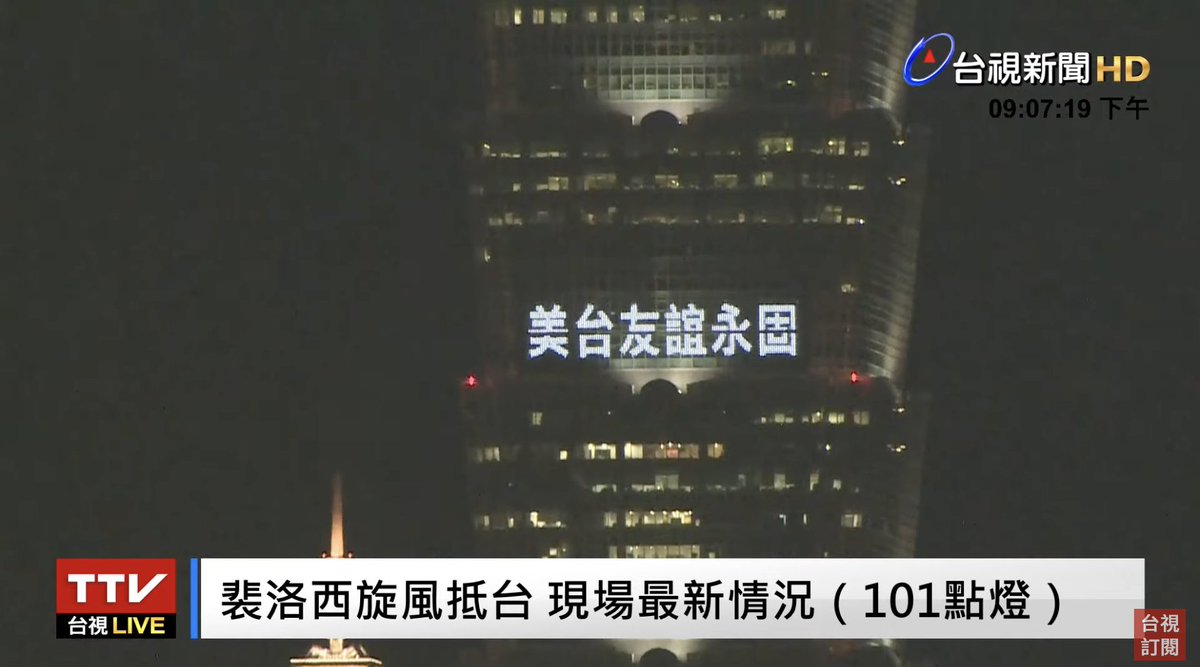 台視新聞HD
09:07:19 下午
美台友誼永固
TTV
台視LIVE
裴洛西旋風抵台 現場最新情況（101點燈）
台視
訂閱